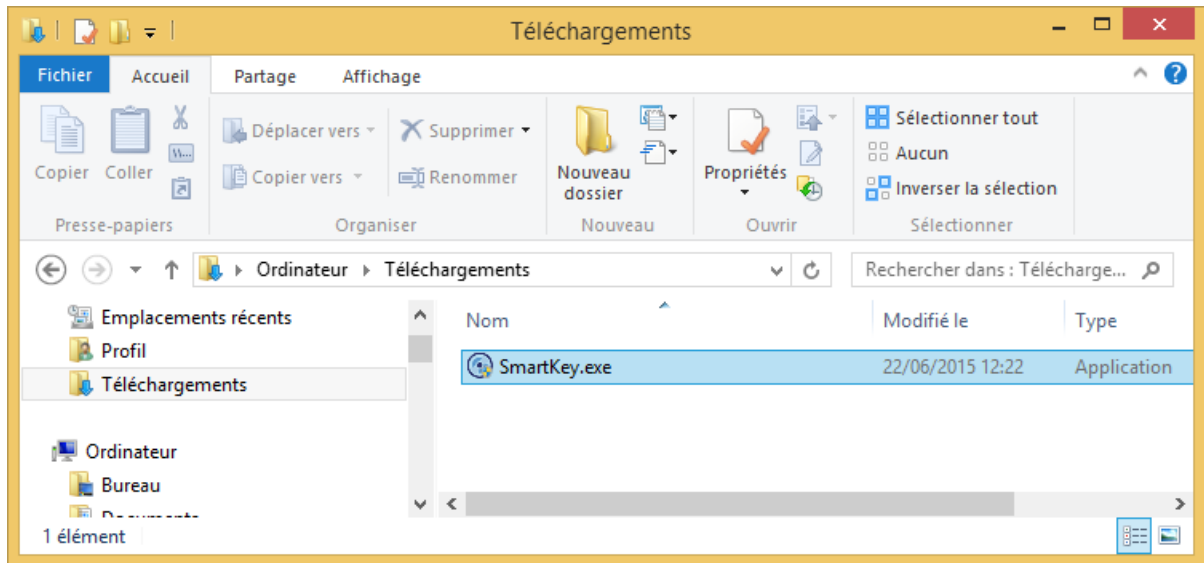 Téléchargements
Fichier Accueil Partage Affichage
Copier Coller
Déplacer vers
Copier vers
Supprimer
Renommer
Nouveau dossier
Propriétés
Sélectionner tout
Aucun
Inverser la sélection
Presse-papiers Organiser Nouveau Ouvrir Sélectionner
Ordinateur Téléchargements Rechercher dans : Télécharge...
Emplacements récents
Profil
Téléchargements
Ordinateur
Bureau
Nom Modifié le Type
SmartKey.exe 22/06/2015 12:22 Application
1 élément